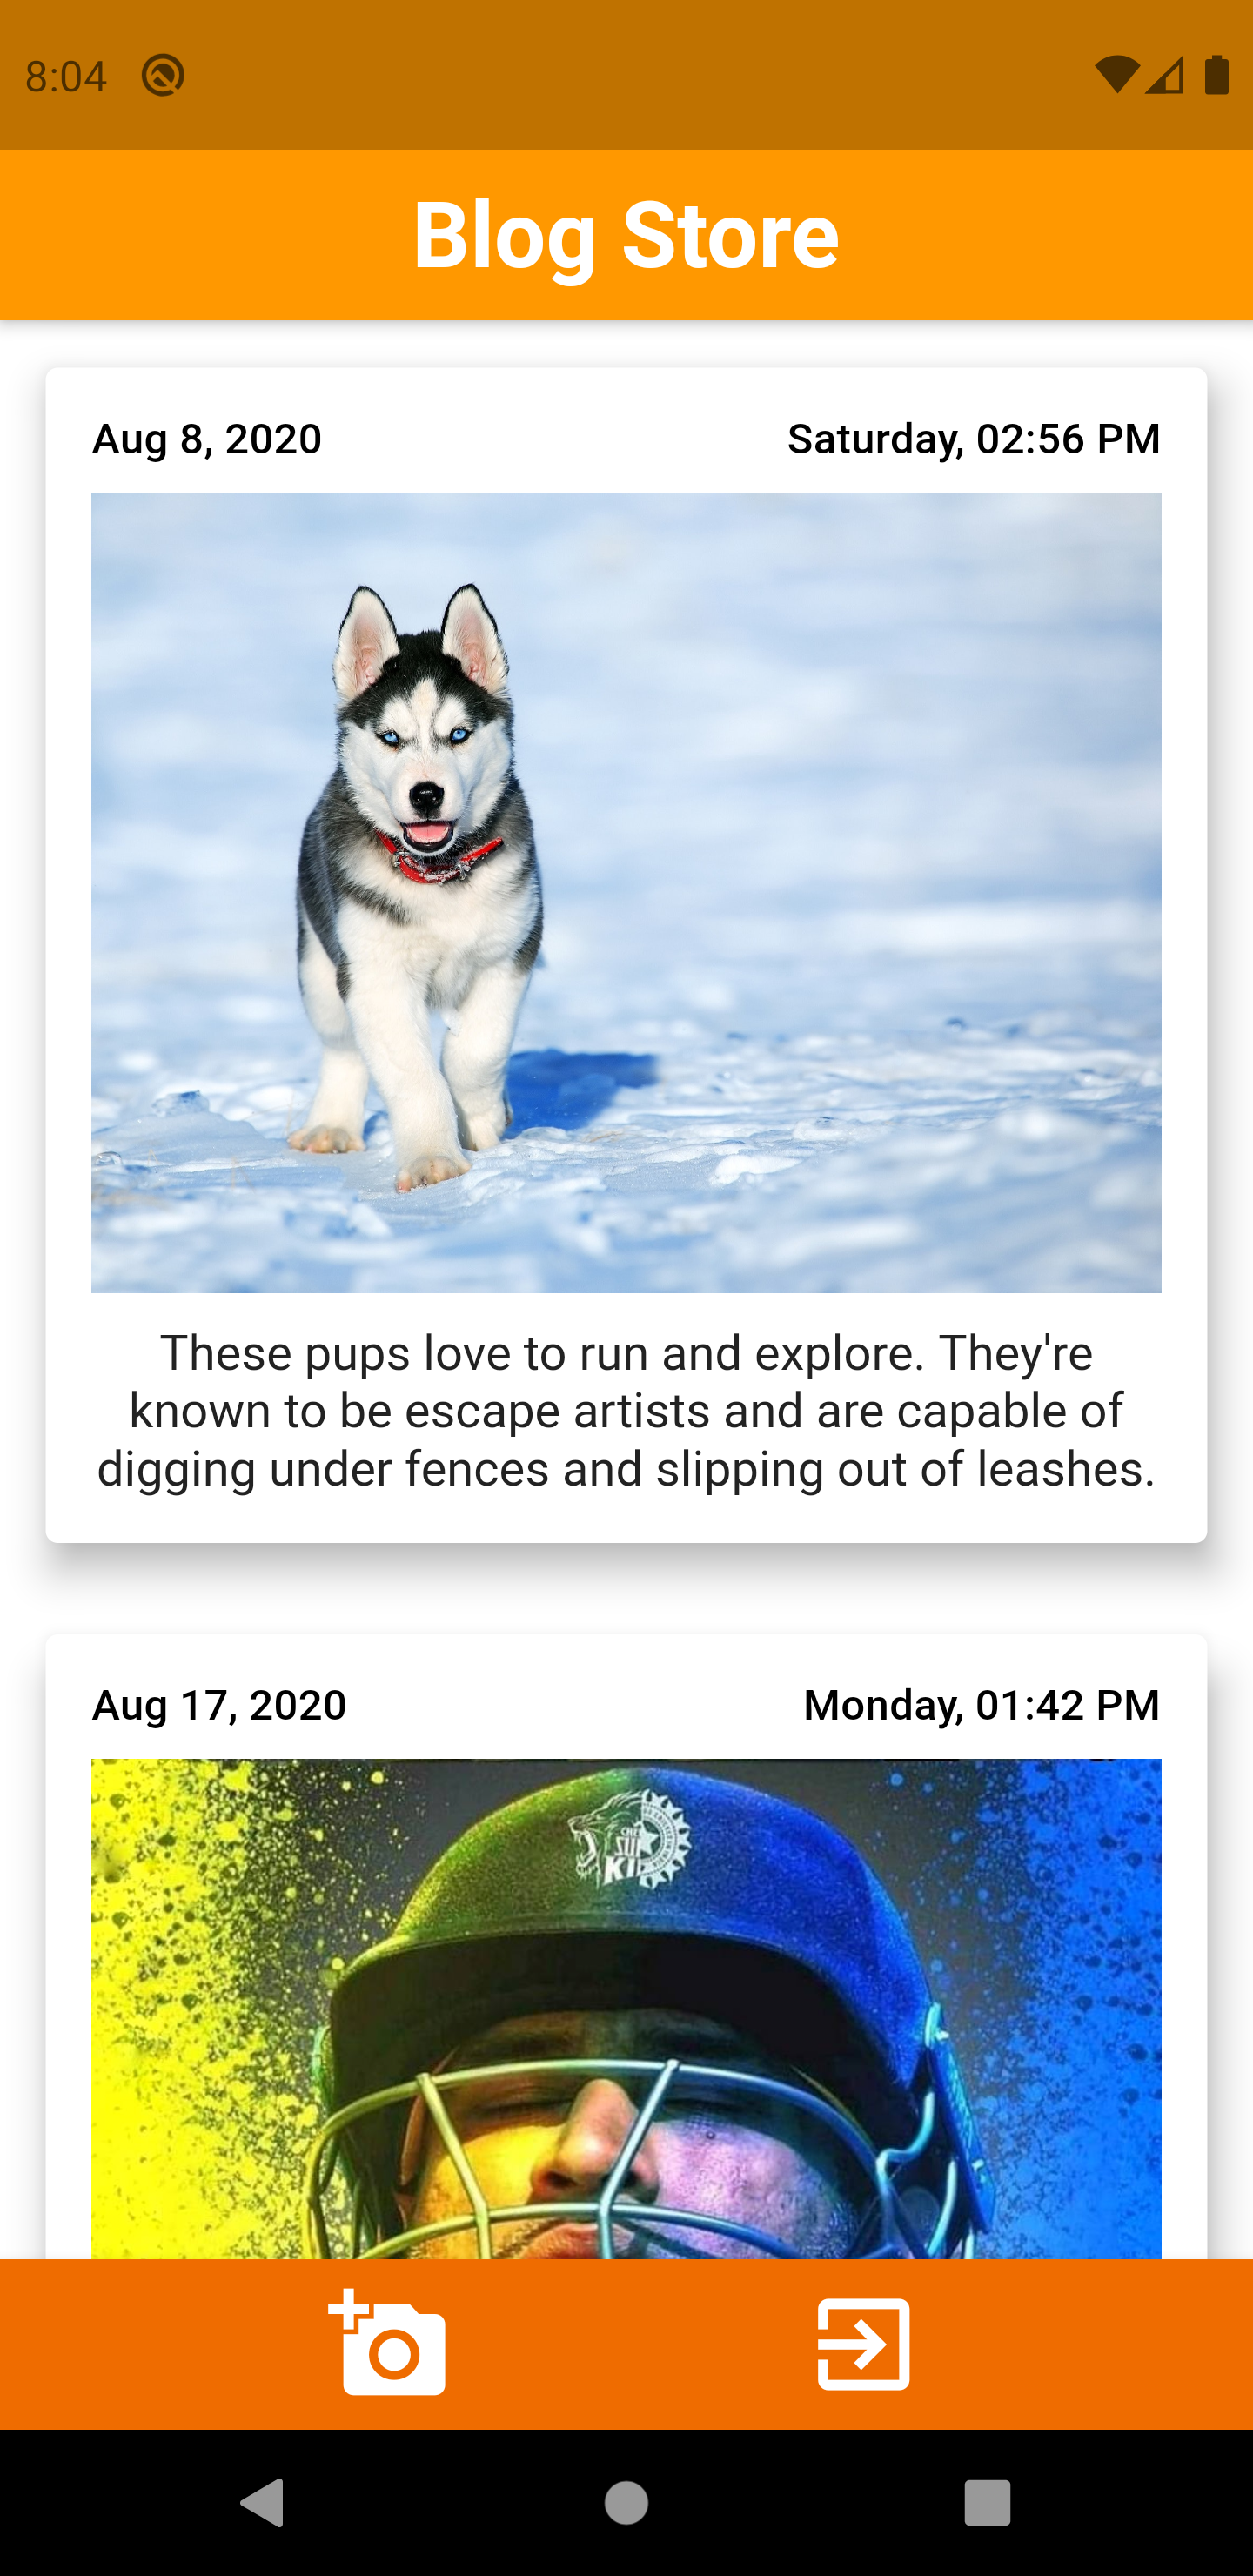 8:04
Blog Store
Aug 8, 2020 Saturday, 02:56 PM
These pups love to run and explore. They're
known to be escape artists and are capable of
digging under fences and slipping out of leashes.
Aug 17, 2020 Monday, 01:42 PM